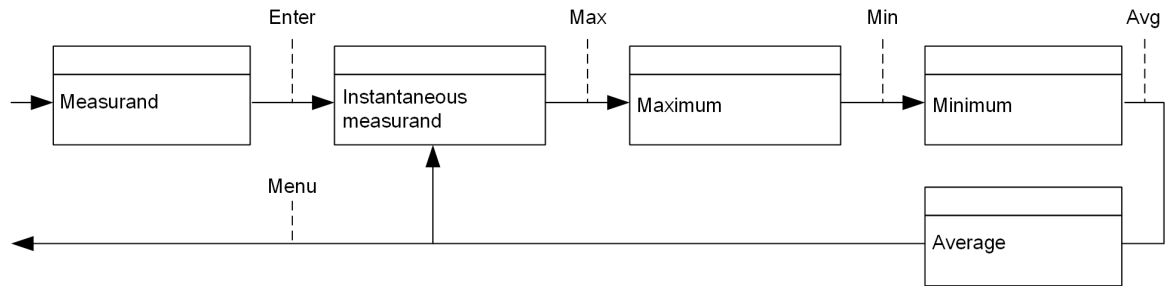 Enter
Max
Min
Avg
Measurand
Instantaneous
measurand
Maximum
Minimum
Menu
Average